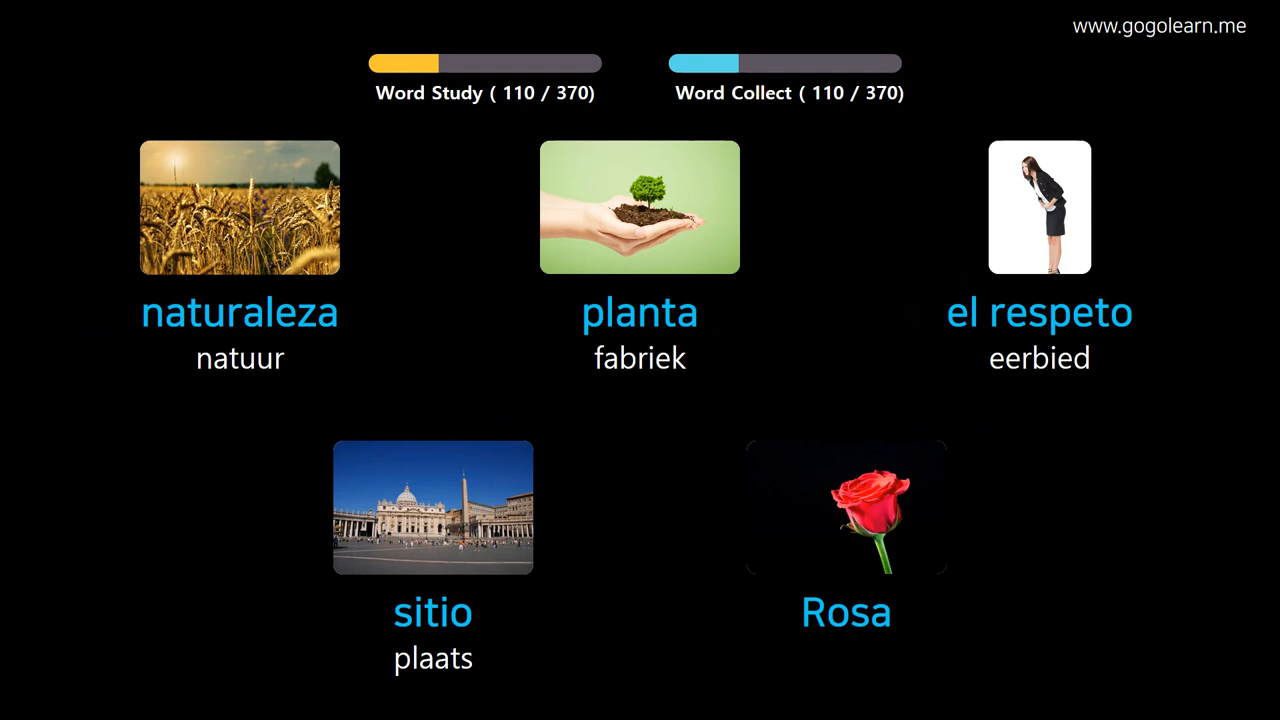 www.gogolearn.me
Word Study ( 110 / 370)
Word Collect ( 110 / 370)
naturaleza
natuur
planta
fabriek
el respeto
eerbied
sitio
plaats
Rosa